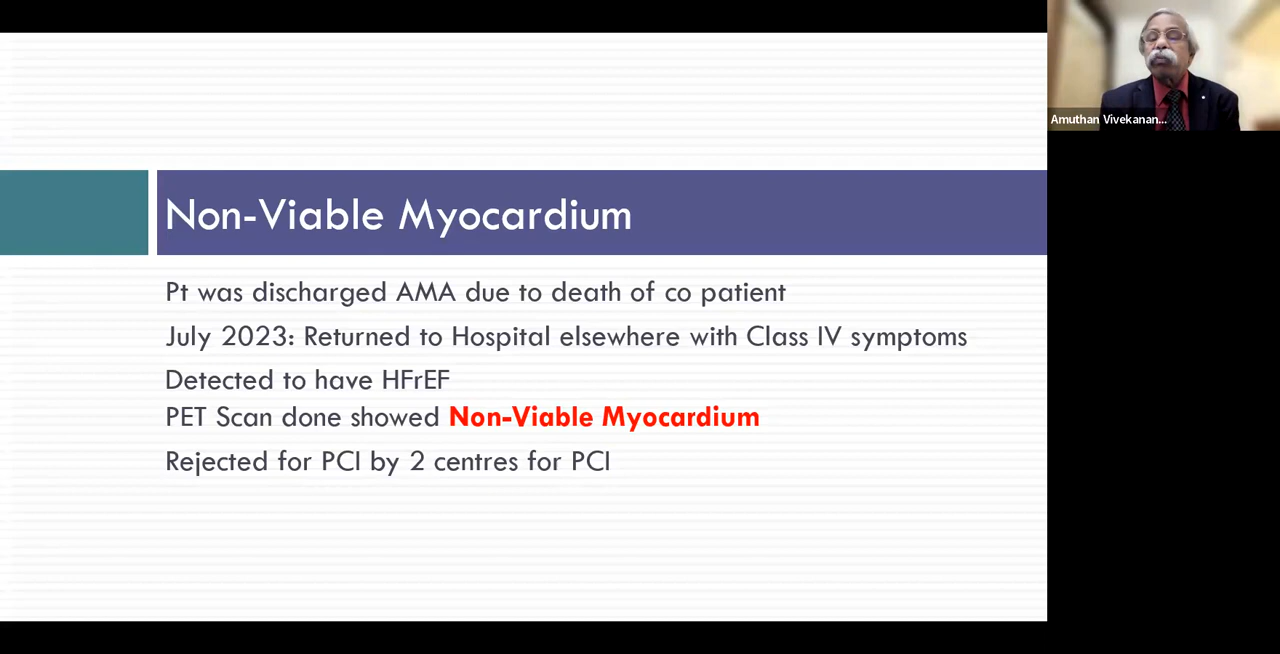 Non-Viable Myocardium
Pt was discharged AMA due to death of co patient
July 2023: Returned to Hospital elsewhere with Class IV symptoms
Detected to have HFrEF
PET Scan done showed Non-Viable Myocardium
Rejected for PCI by 2 centres for PCI
Amuthan Vivekanan...